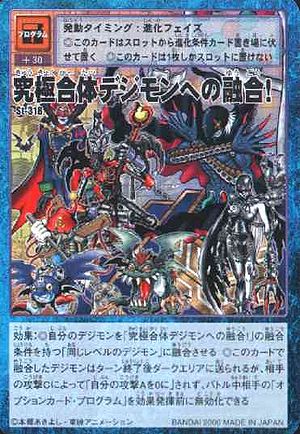 プログラム
+30
発動タイミング：進化フェイズ
◎このカードはスロットから進化条件カード置き場に伏
せて置く ◎このカードは1枚しかスロットに置けない
究極合体デジモンへの融合！
St-316
効果:◎自分のデジモンを「究極合体デジモンへの融合!」の融合
条件を持つ「同じレベルのデジモン」に融合させる ◎このカードで
融合したデジモンはターン終了後ダークエリアに送られるが、相手
の攻撃Cによって「自分の攻撃Aを0に」されず、バトル中相手の「オ
プションカード・プログラム」を効果発揮前に無効化できる
©本郷あきよし・東映アニメーション
BANDAI 2000 MADE IN JAPAN